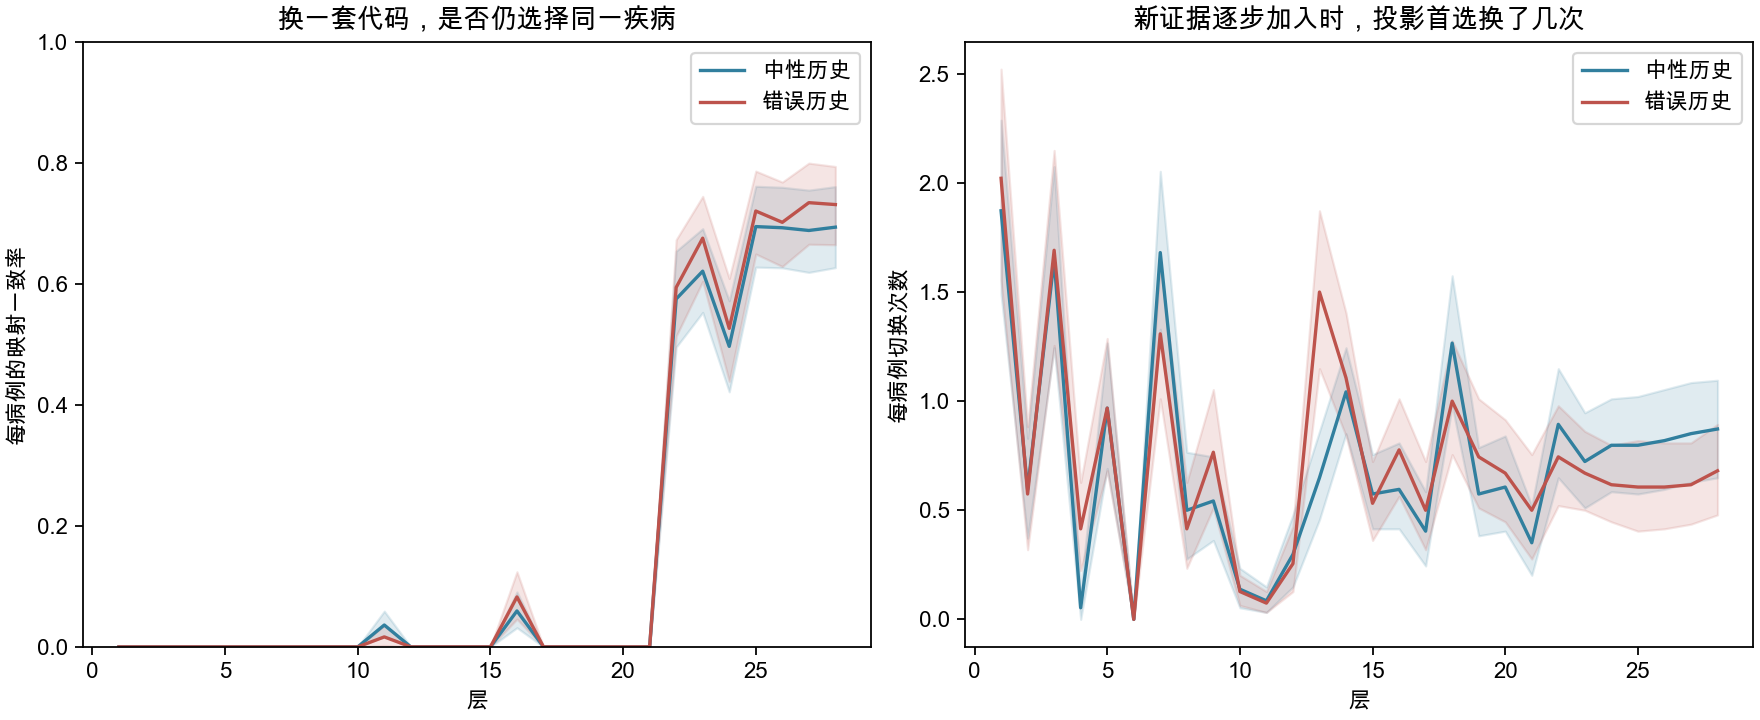 换一套代码，是否仍选择同一疾病
每病例的映射一致率
1.0
0.8
0.6
0.4
0.2
0.0
中性历史
错误历史
0 5 10 15 20 25
层
新证据逐步加入时，投影首选换了几次
每病例切换次数
2.5
2.0
1.5
1.0
0.5
0.0
中性历史
错误历史
0 5 10 15 20 25
层